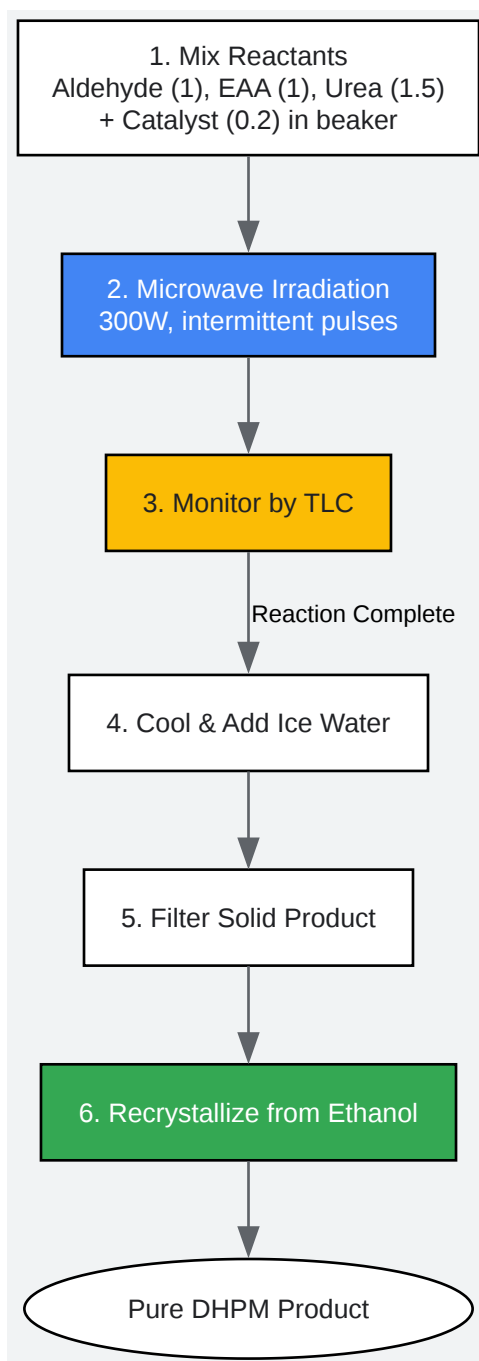 1. Mix Reactants
Aldehyde (1), EAA (1), Urea (1.5)
+ Catalyst (0.2) in beaker
2. Microwave Irradiation
300W, intermittent pulses
3. Monitor by TLC
Reaction Complete
4. Cool & Add Ice Water
5. Filter Solid Product
6. Recrystallize from Ethanol
Pure DHPM Product